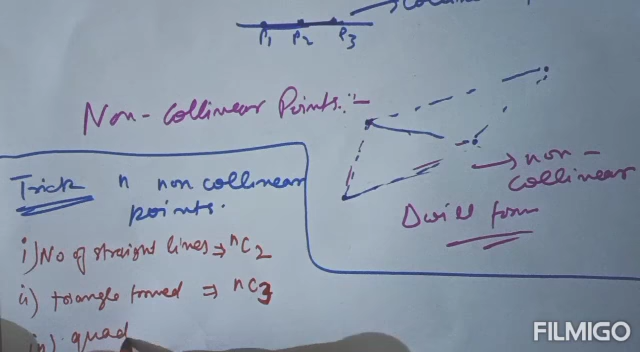 P1 P2 P3
Non-Collinear Points:-
non-
collinear
Δ will form
Trick n non collinear
points.
i) No of straight lines ⇒ ⁿC₂
ii) triangle formed ⇒ ⁿC₃
iii) quad
FILMIGO